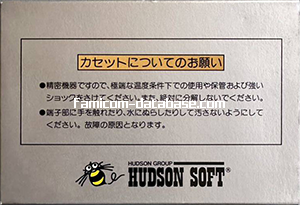 カセットについてのお願い
●精密機器ですので、極端な温度条件下での使用や保管および強い
ショックをさけてください。また、絶対に分解しないでください。
famicom-database.com
●端子部に手を触れたり、水にぬらしたりして汚さないようにして
ください。故障の原因となります。
HUDSON GROUP
HUDSON SOFT®